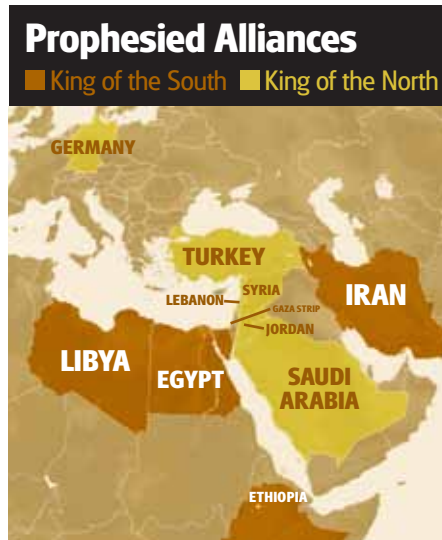 Prophesied Alliances
King of the South King of the North
GERMANY
TURKEY
SYRIA
LEBANON
IRAN
GAZA STRIP
JORDAN
LIBYA
EGYPT
SAUDI
ARABIA
ETHIOPIA